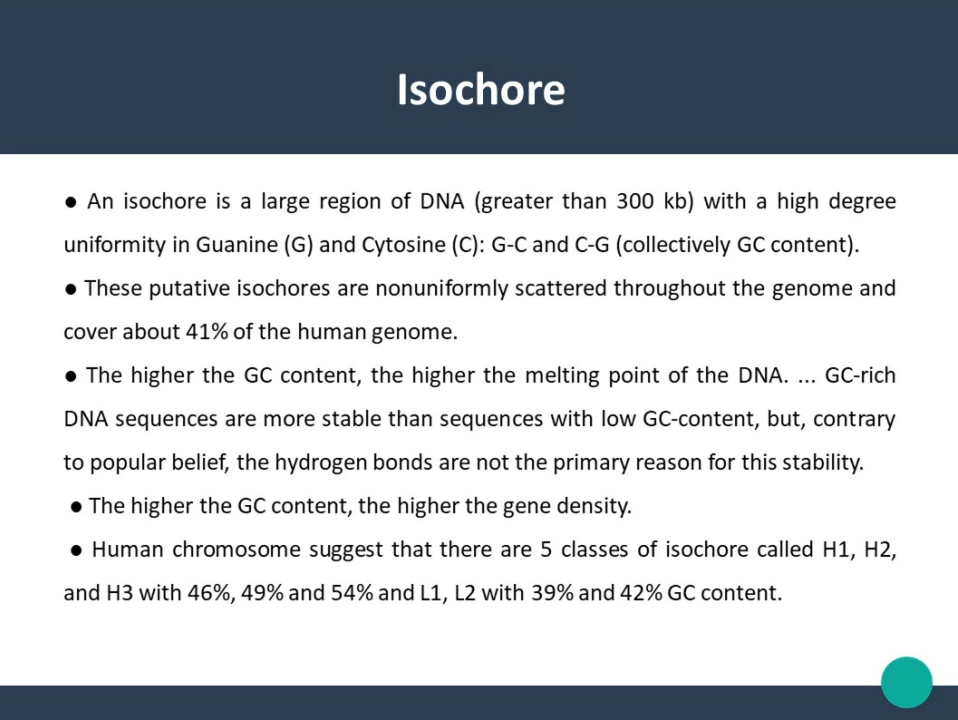 Isochore
● An isochore is a large region of DNA (greater than 300 kb) with a high degree
uniformity in Guanine (G) and Cytosine (C): G-C and C-G (collectively GC content).
● These putative isochores are nonuniformly scattered throughout the genome and
cover about 41% of the human genome.
● The higher the GC content, the higher the melting point of the DNA. ... GC-rich
DNA sequences are more stable than sequences with low GC-content, but, contrary
to popular belief, the hydrogen bonds are not the primary reason for this stability.
● The higher the GC content, the higher the gene density.
● Human chromosome suggest that there are 5 classes of isochore called H1, H2,
and H3 with 46%, 49% and 54% and L1, L2 with 39% and 42% GC content.